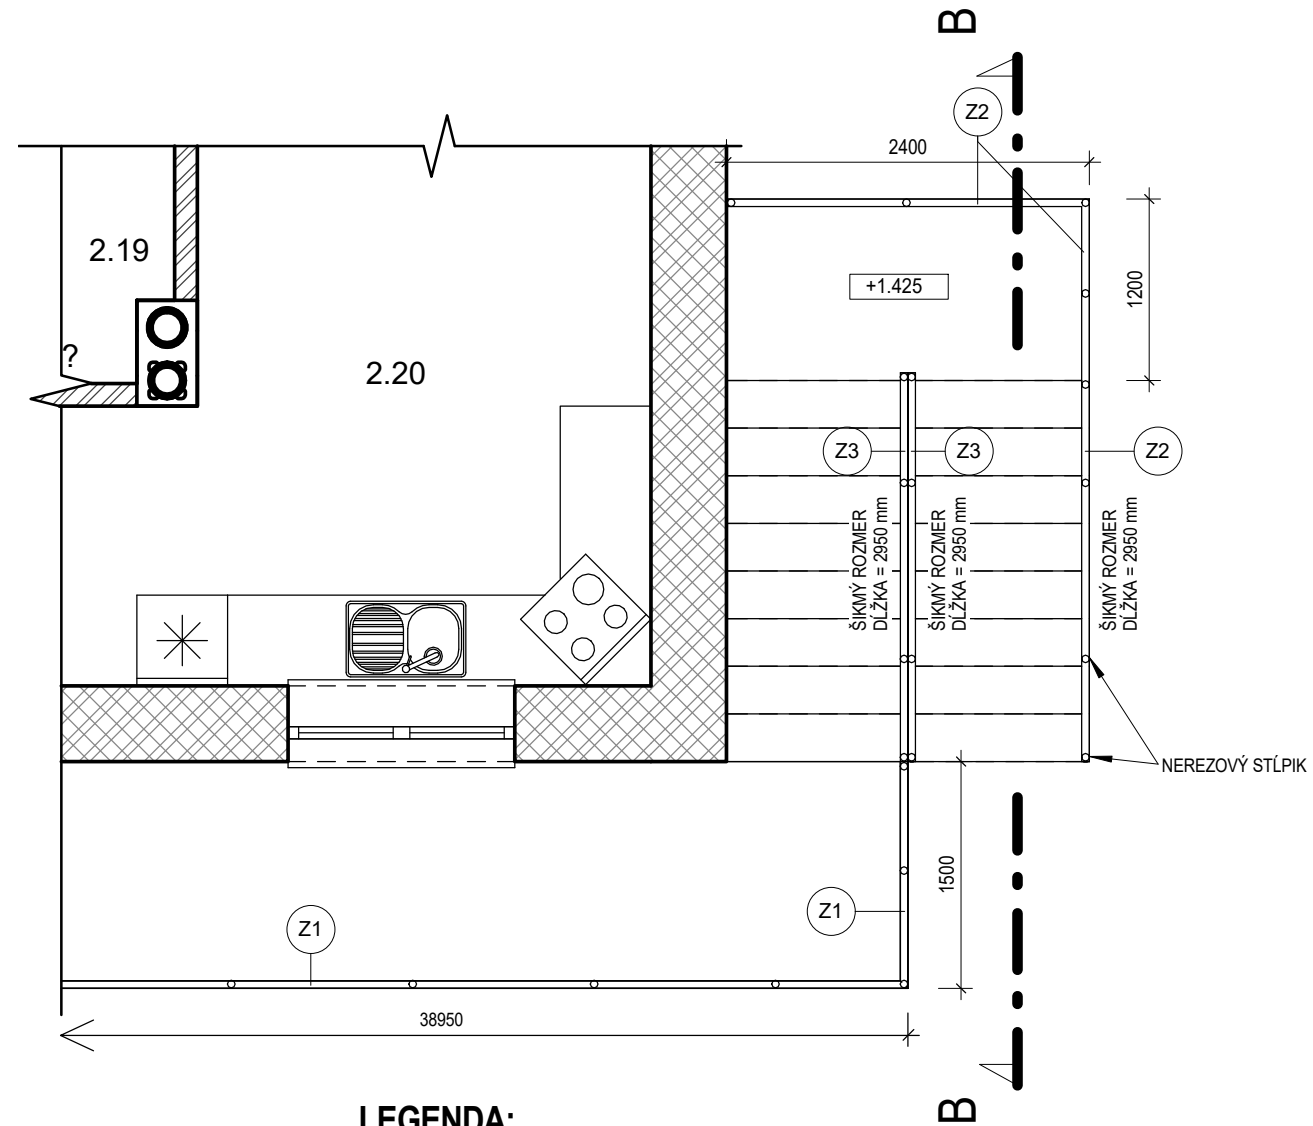 B
Z2
2400
2.19
+1.425
1200
?
2.20
Z3
Z3
Z2
ŠIKMÝ ROZMER
DĹŽKA = 2950 mm
ŠIKMÝ ROZMER
DĹŽKA = 2950 mm
ŠIKMÝ ROZMER
DĹŽKA = 2950 mm
NEREZOVÝ STĹPIK
1500
Z1
Z1
38950
B
LEGENDA: